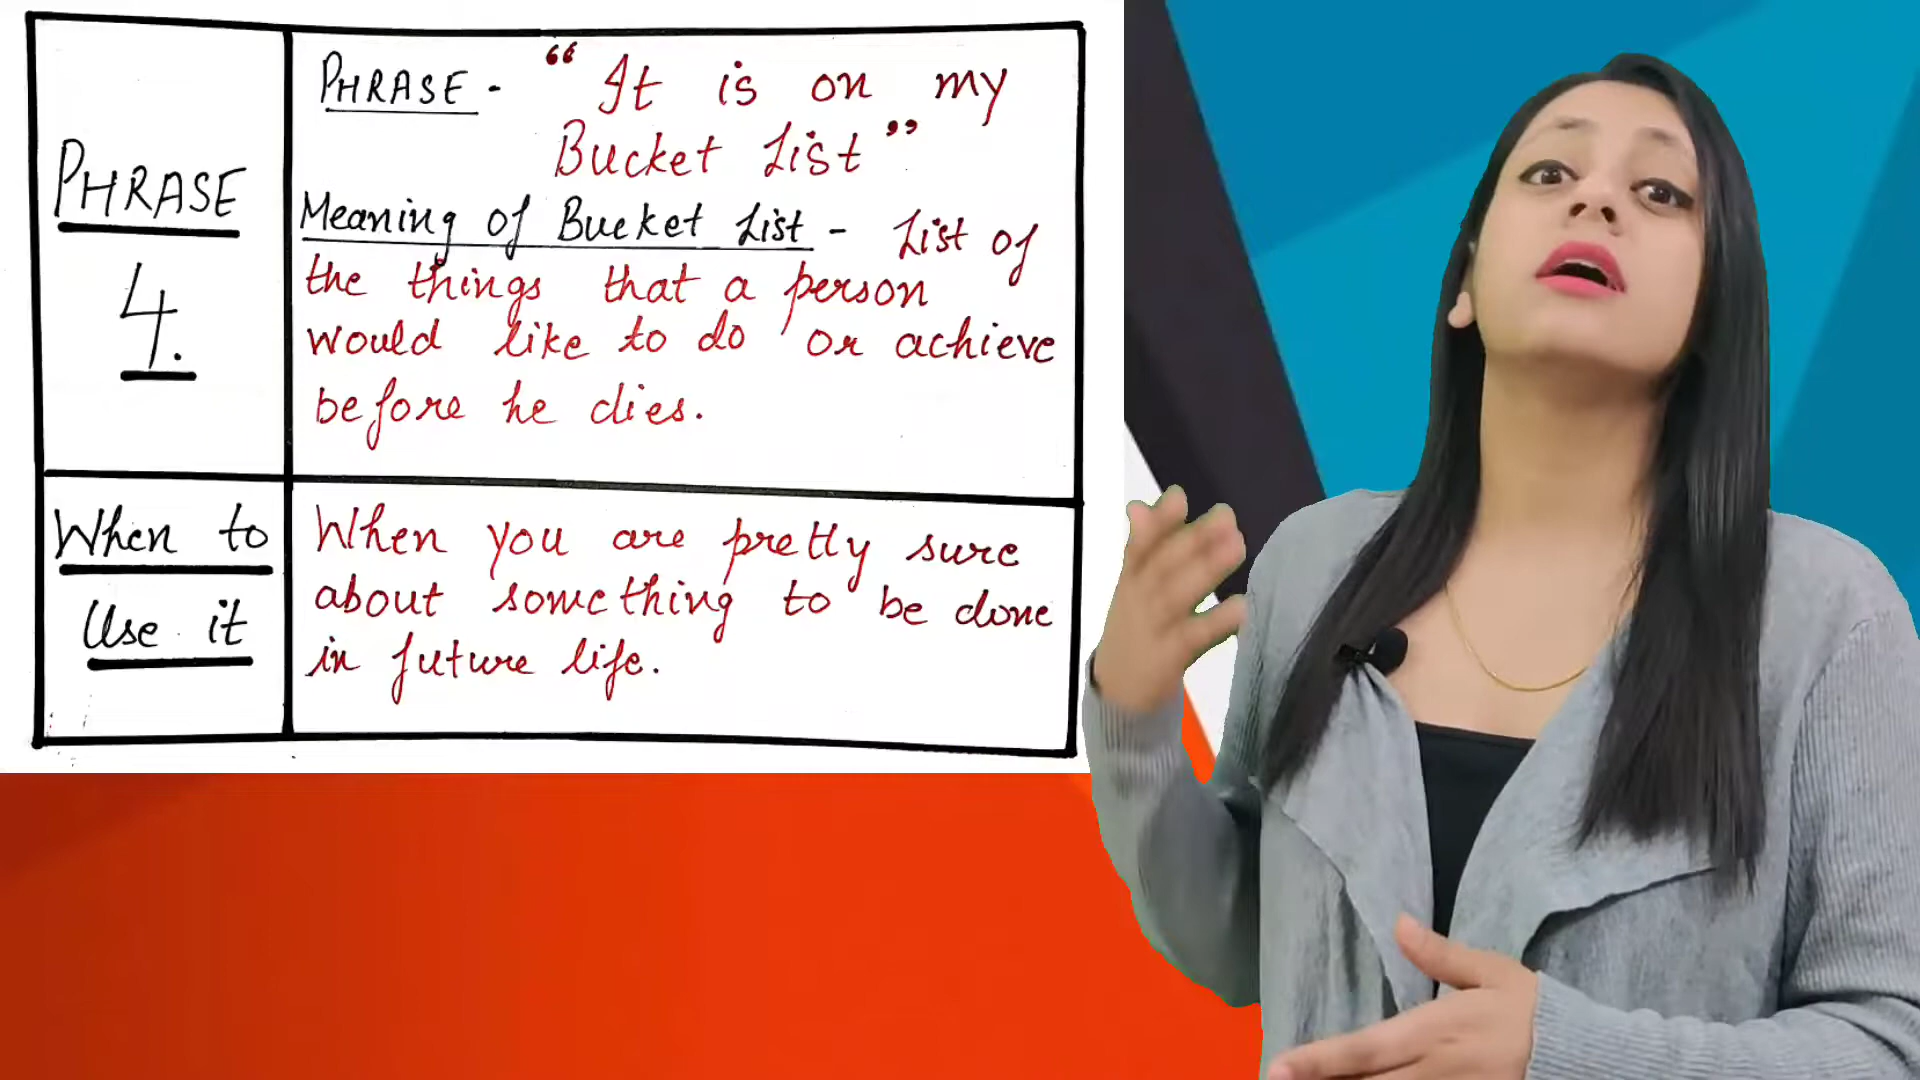 PHRASE
4.
PHRASE - "It is on my
Bucket List"
Meaning of Bucket List - List of
the things that a person
would like to do or achieve
before he dies.
When to
Use it
When you are pretty sure
about something to be done
in future life.